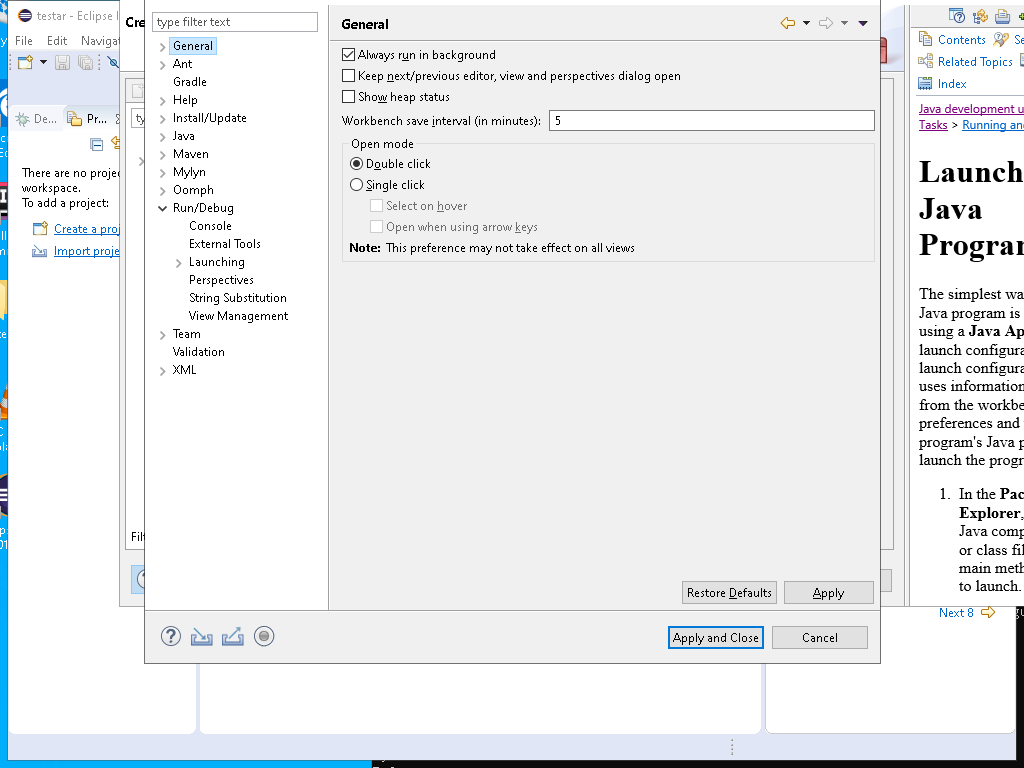 testar - Eclipse I
File Edit Navigat
De... Pr...
There are no proje
workspace.
To add a project:
Create a proj
Import proje
Cre
ty
Filt
type filter text
General
Ant
Gradle
Help
Install/Update
Java
Maven
Mylyn
Oomph
Run/Debug
Console
External Tools
Launching
Perspectives
String Substitution
View Management
Team
Validation
XML
General
Always run in background
Keep next/previous editor, view and perspectives dialog open
Show heap status
Workbench save interval (in minutes): 5
Open mode
Double click
Single click
Select on hover
Open when using arrow keys
Note: This preference may not take effect on all views
Restore Defaults Apply
Apply and Close Cancel
Contents Se
Related Topics
Index
Java development u
Tasks > Running and
Launch
Java
Program
The simplest wa
Java program is
using a Java Ap
launch configura
launch configura
uses information
from the workbe
preferences and
program's Java p
launch the progr
1. In the Pac
Explorer,
Java comp
or class fil
main meth
to launch.
Next 8